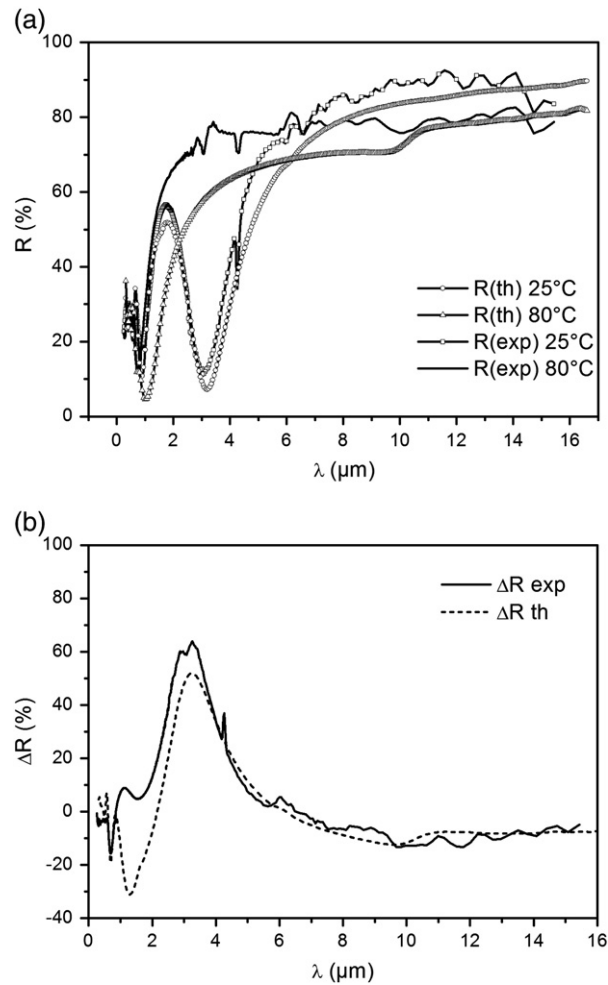 (a)
100
80
60
40
20
0
R (%)
R(th) 25°C
R(th) 80°C
R(exp) 25°C
R(exp) 80°C
0 2 4 6 8 10 12 14 16
λ (μm)
(b)
100
80
60
40
20
0
-20
-40
ΔR (%)
ΔR exp
ΔR th
0 2 4 6 8 10 12 14 16
λ (μm)